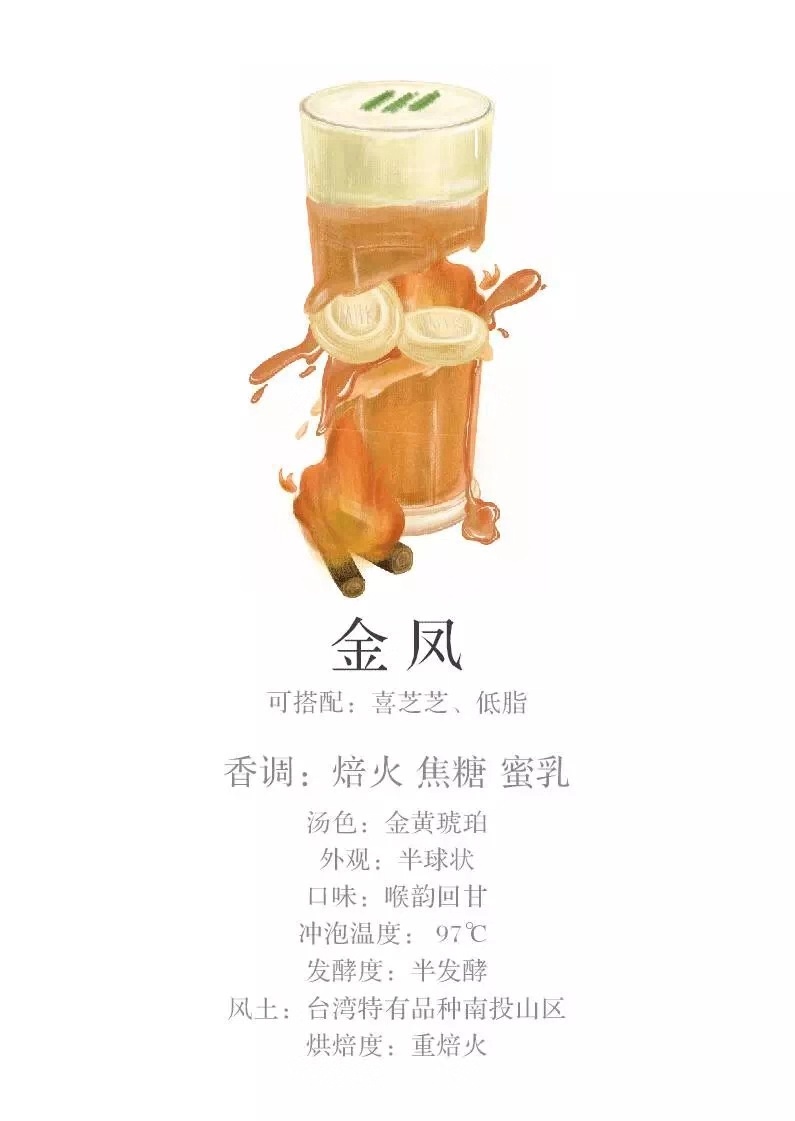 金凤
可搭配：喜芝芝、低脂
香调：焙火 焦糖 蜜乳
汤色：金黄琥珀
外观：半球状
口味：喉韵回甘
冲泡温度： 97℃
发酵度：半发酵
风土：台湾特有品种南投山区
烘焙度：重焙火